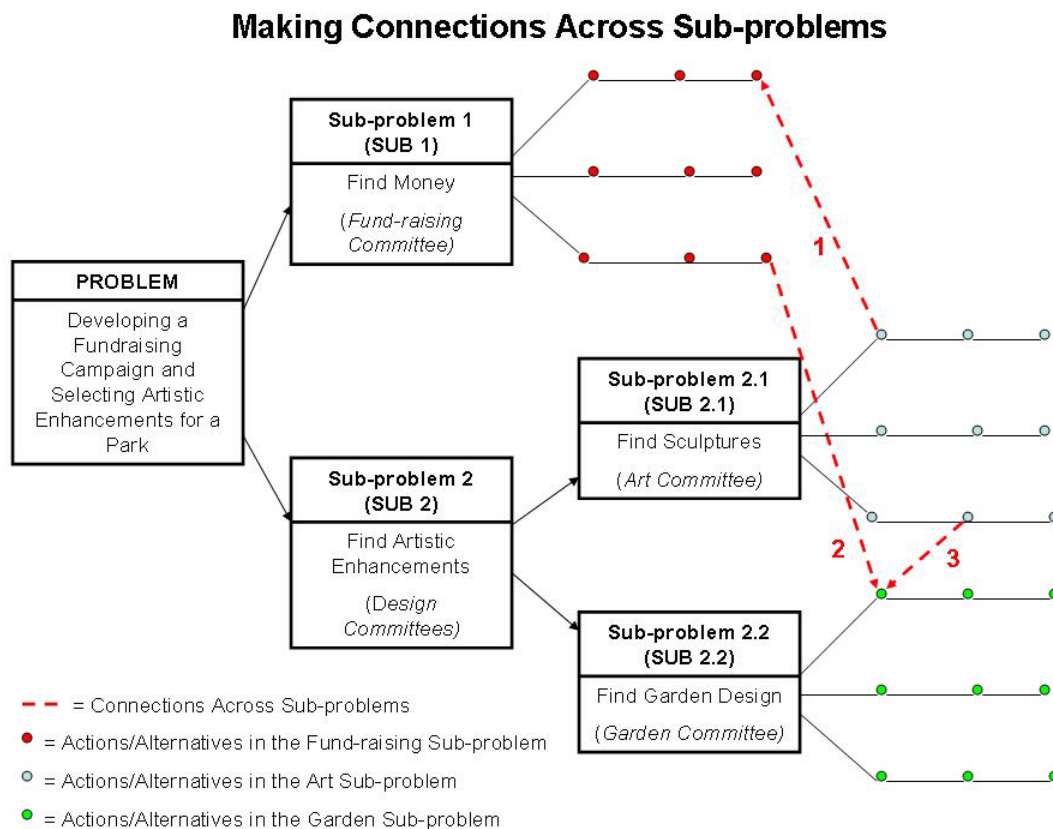 Making Connections Across Sub-problems
Sub-problem 1
(SUB 1)
Find Money
(Fund-raising
Committee)
PROBLEM
Developing a
Fundraising
Campaign and
Selecting Artistic
Enhancements for a
Park
1
Sub-problem 2.1
(SUB 2.1)
Find Sculptures
(Art Committee)
Sub-problem 2
(SUB 2)
Find Artistic
Enhancements
(Design
Committees)
2
3
Sub-problem 2.2
(SUB 2.2)
Find Garden Design
(Garden Committee)
= Connections Across Sub-problems
= Actions/Alternatives in the Fund-raising Sub-problem
= Actions/Alternatives in the Art Sub-problem
= Actions/Alternatives in the Garden Sub-problem